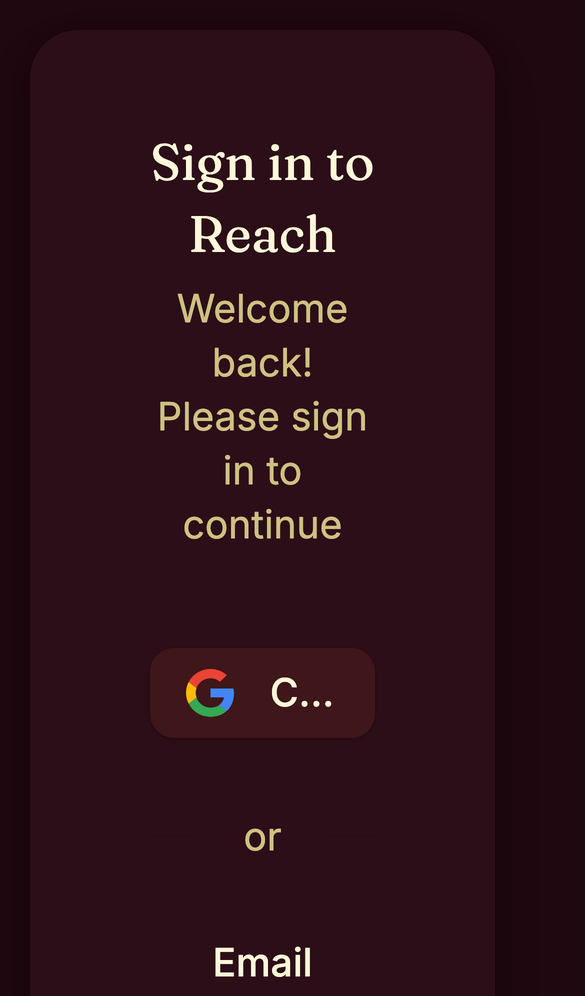 Sign in to
Reach
Welcome
back!
Please sign
in to
continue
C...
or
Email